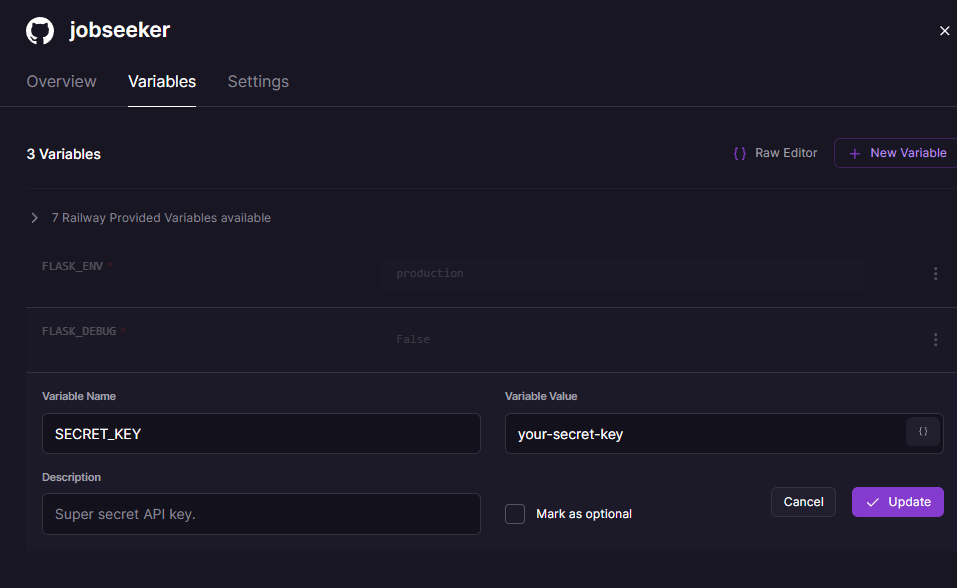 jobseeker
Overview Variables Settings
3 Variables
{ } Raw Editor + New Variable
7 Railway Provided Variables available
FLASK_ENV *
production
FLASK_DEBUG *
False
Variable Name Variable Value
SECRET_KEY your-secret-key { }
Description
Super secret API key.
Mark as optional Cancel Update